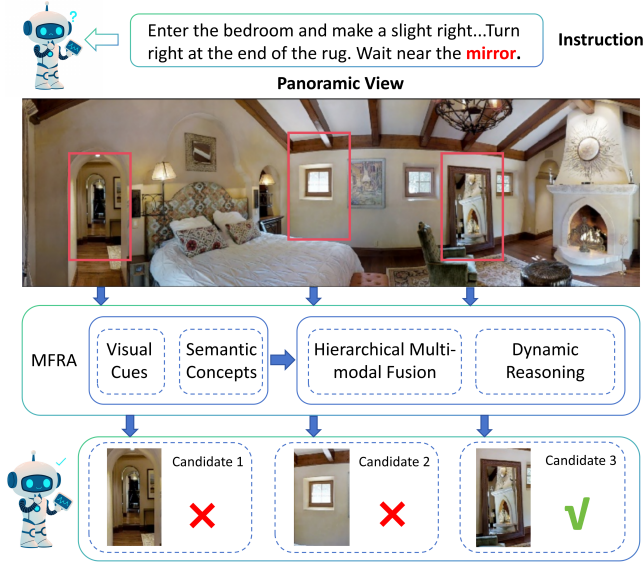 Enter the bedroom and make a slight right...Turn
right at the end of the rug. Wait near the mirror.
Instruction
Panoramic View
MFRA
Visual
Cues
Semantic
Concepts
Hierarchical Multi-
modal Fusion
Dynamic
Reasoning
Candidate 1
Candidate 2
Candidate 3